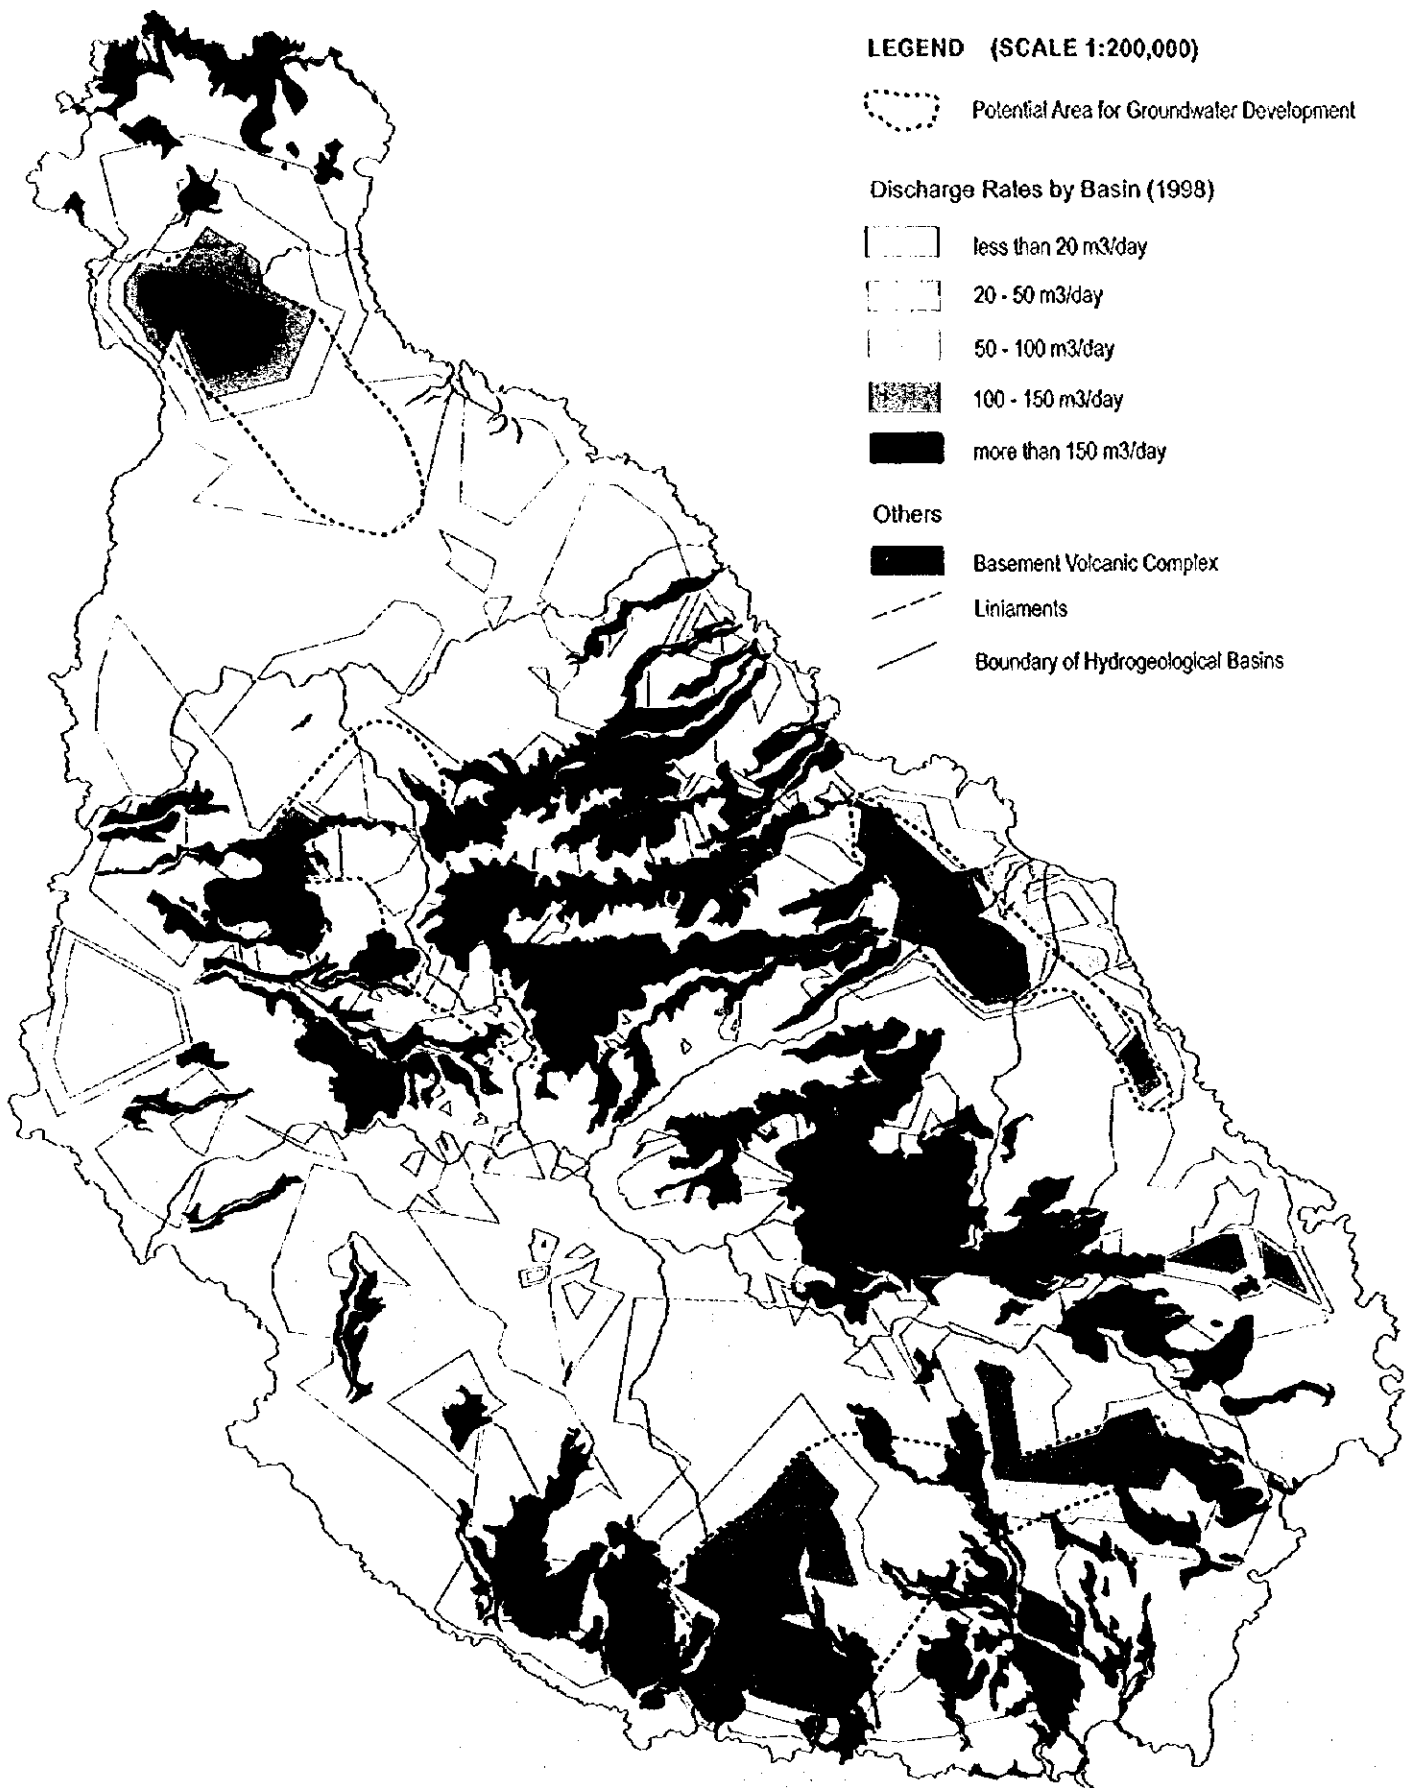 LEGEND (SCALE 1:200,000)
Potential Area for Groundwater Development
Discharge Rates by Basin (1998)
less than 20 m3/day
20 - 50 m3/day
50 - 100 m3/day
100 - 150 m3/day
more than 150 m3/day
Others
Basement Volcanic Complex
Liniaments
Boundary of Hydrogeological Basins